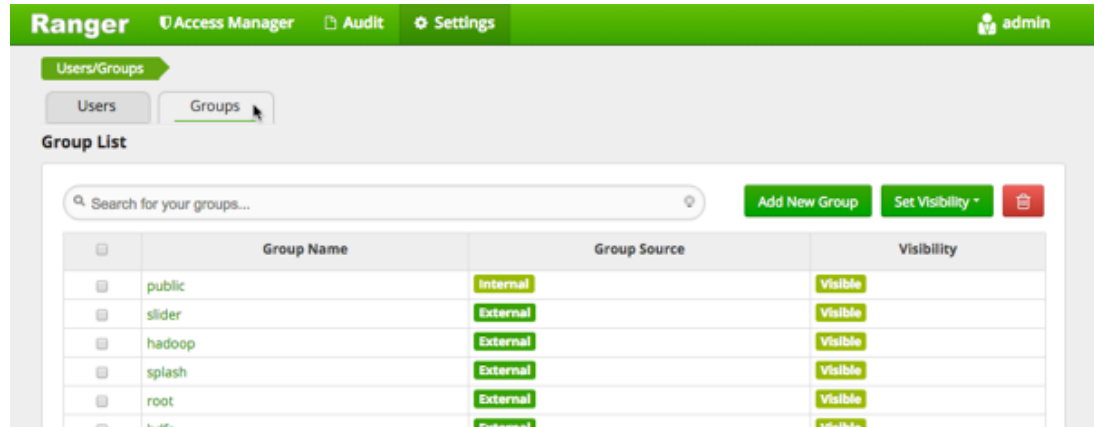 Ranger Access Manager Audit Settings admin
Users/Groups
Users Groups
Group List
Search for your groups... Add New Group Set Visibility
Group Name Group Source Visibility
public Internal Visible
slider External Visible
hadoop External Visible
splash External Visible
root External Visible